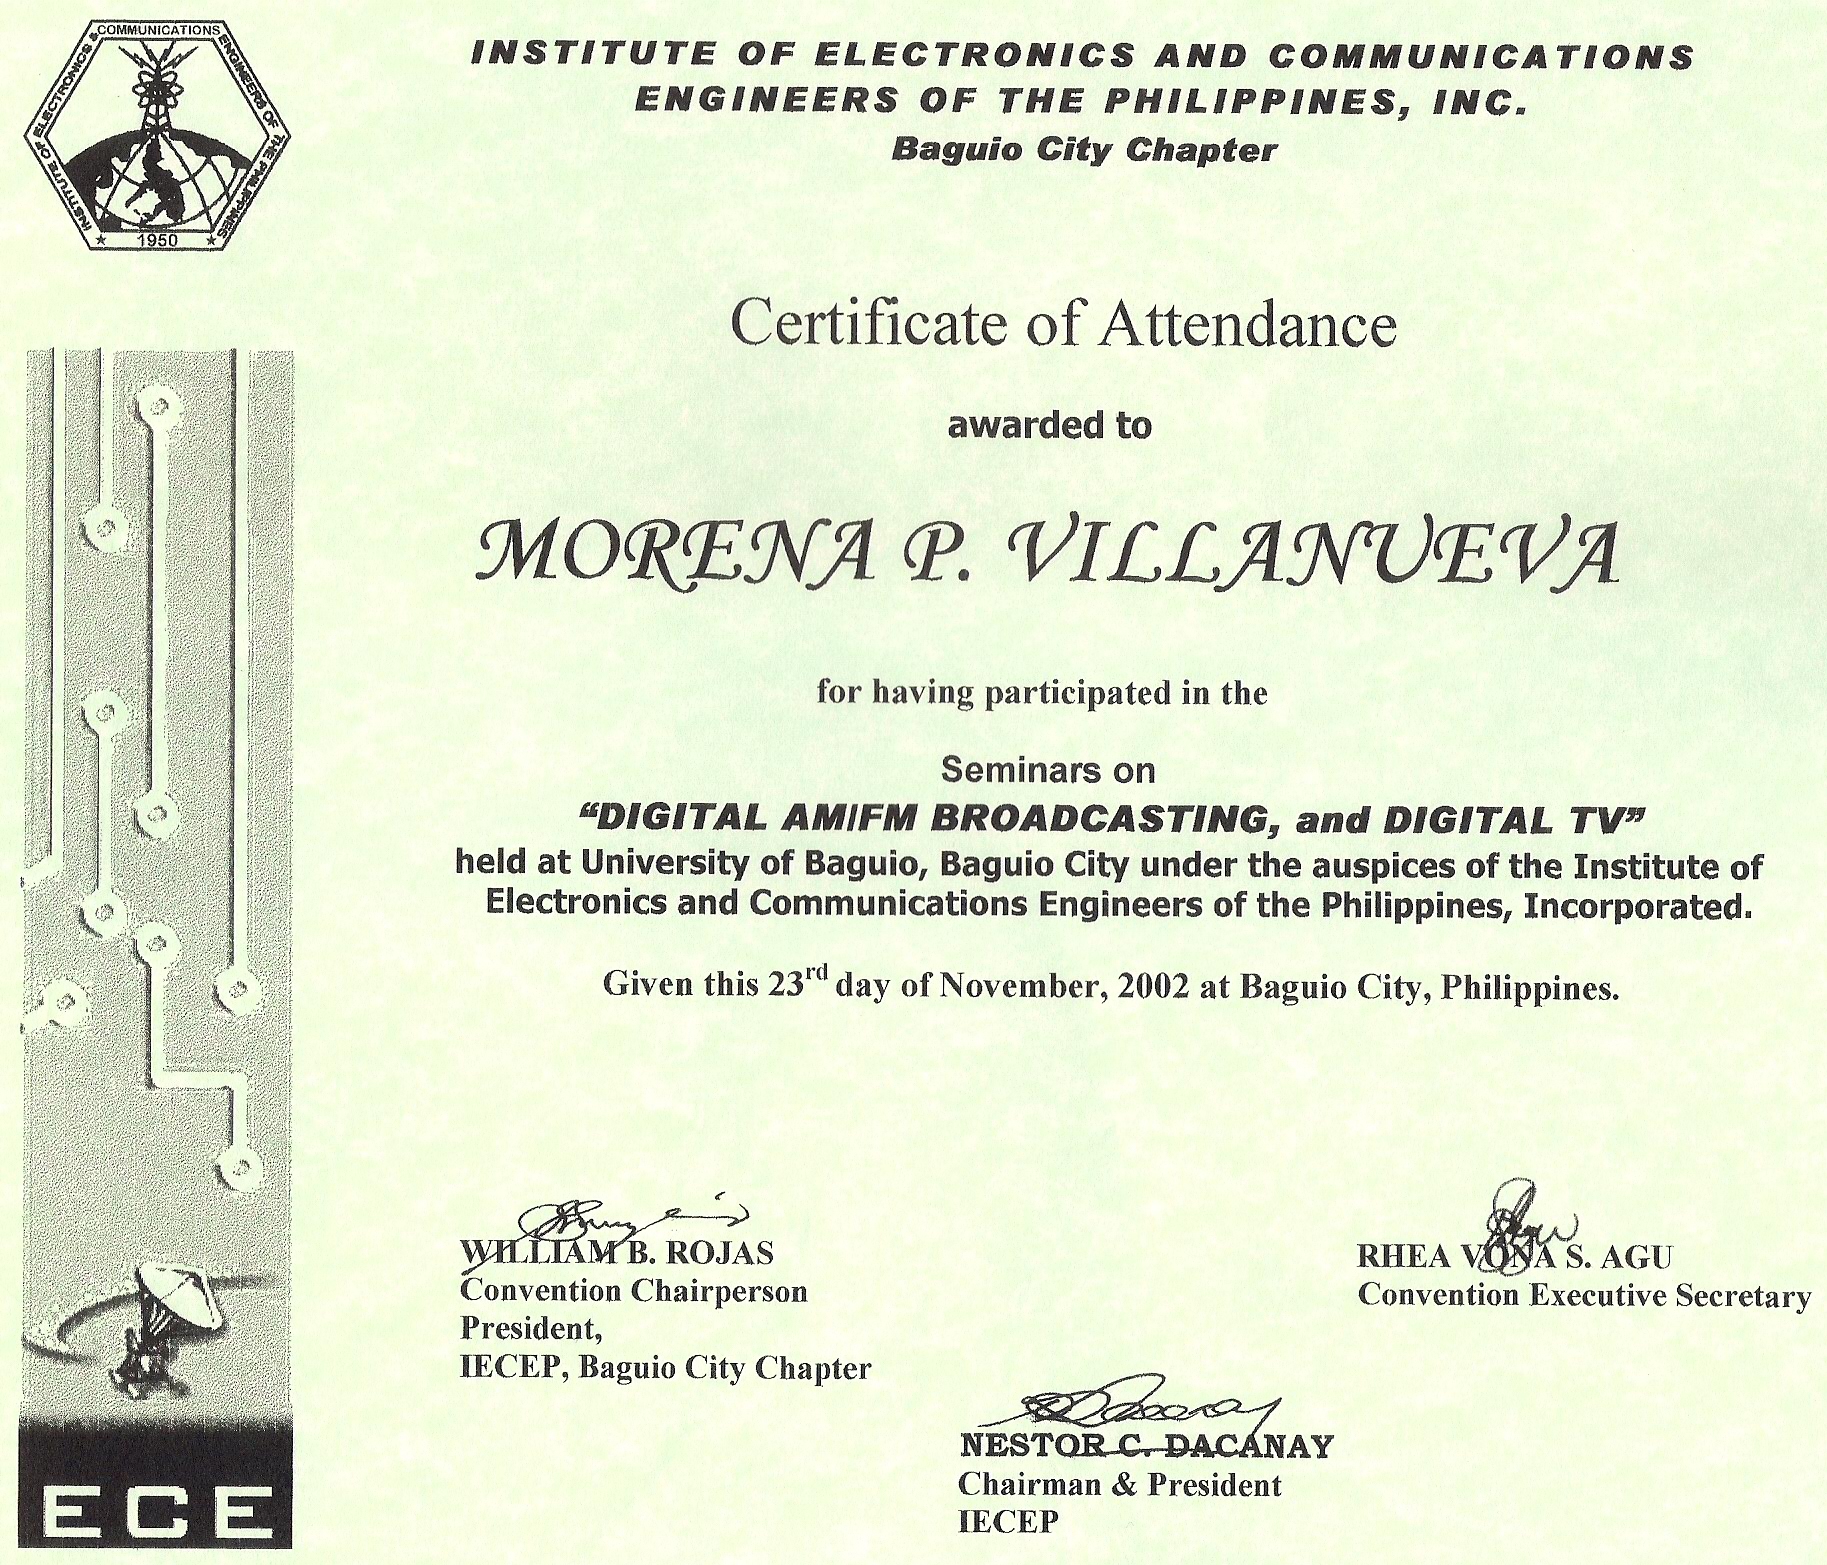 INSTITUTE OF ELECTRONICS & COMMUNICATIONS ENGINEERS OF THE PHILIPPINES
1950
INSTITUTE OF ELECTRONICS AND COMMUNICATIONS
ENGINEERS OF THE PHILIPPINES, INC.
Baguio City Chapter
Certificate of Attendance
awarded to
MORENA P. VILLANUEVA
for having participated in the
Seminars on
“DIGITAL AM/FM BROADCASTING, and DIGITAL TV”
held at University of Baguio, Baguio City under the auspices of the Institute of
Electronics and Communications Engineers of the Philippines, Incorporated.
Given this 23rd day of November, 2002 at Baguio City, Philippines.
WILLIAM B. ROJAS
Convention Chairperson
President,
IECEP, Baguio City Chapter
RHEA VONA S. AGU
Convention Executive Secretary
NESTOR C. DACANAY
Chairman & President
IECEP
ECE